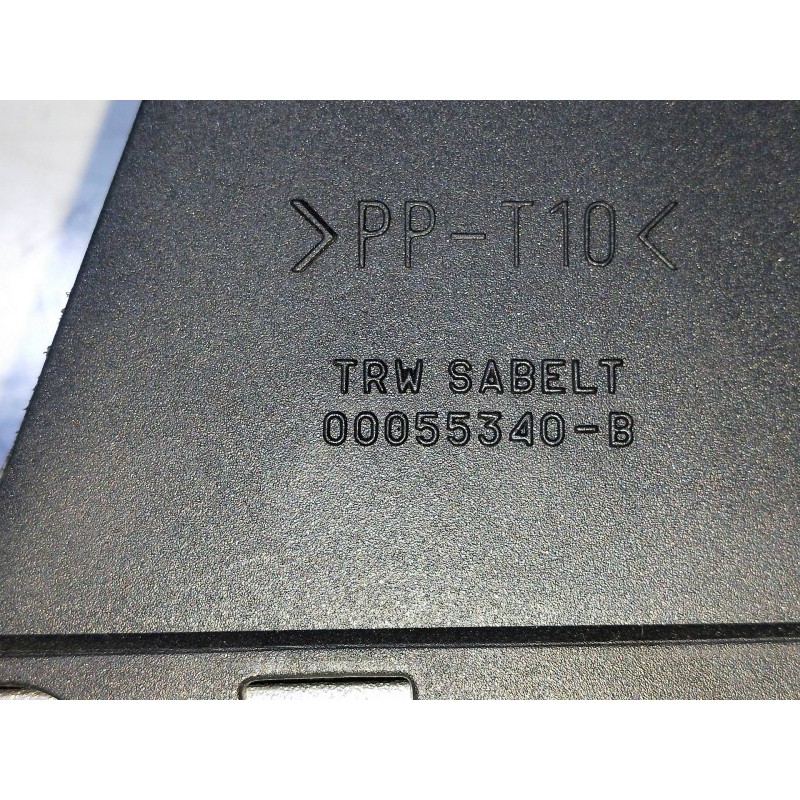 >PP-T10<
TRW SABELT
00055340-B